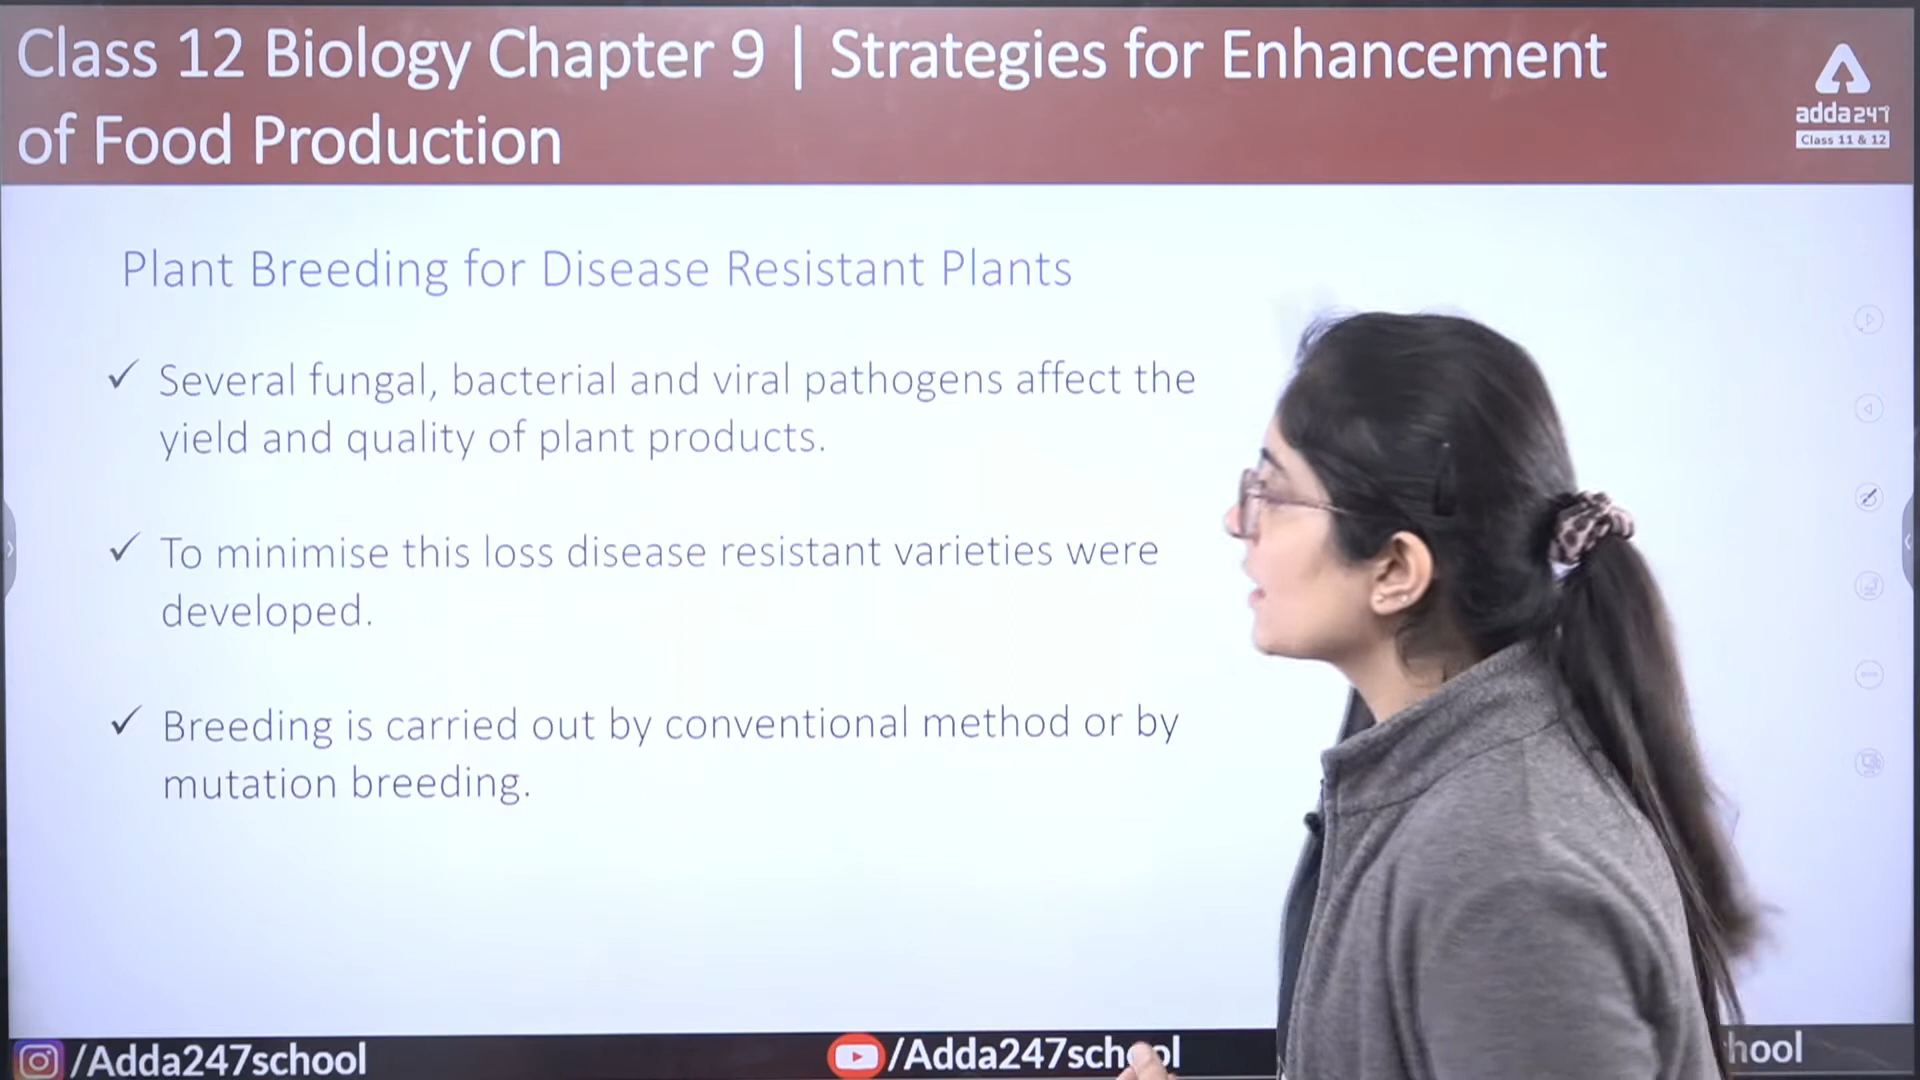 Class 12 Biology Chapter 9 | Strategies for Enhancement
of Food Production
adda247
Class 11 & 12
Plant Breeding for Disease Resistant Plants
✓ Several fungal, bacterial and viral pathogens affect the
yield and quality of plant products.
✓ To minimise this loss disease resistant varieties were
developed.
✓ Breeding is carried out by conventional method or by
mutation breeding.
/Adda247school
/Adda247school
hool